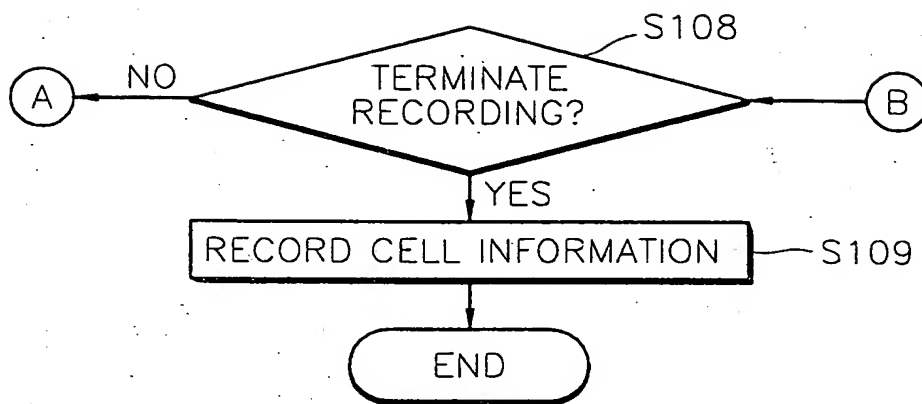 S108
TERMINATE
RECORDING?
NO
A
B
YES
RECORD CELL INFORMATION
S109
END